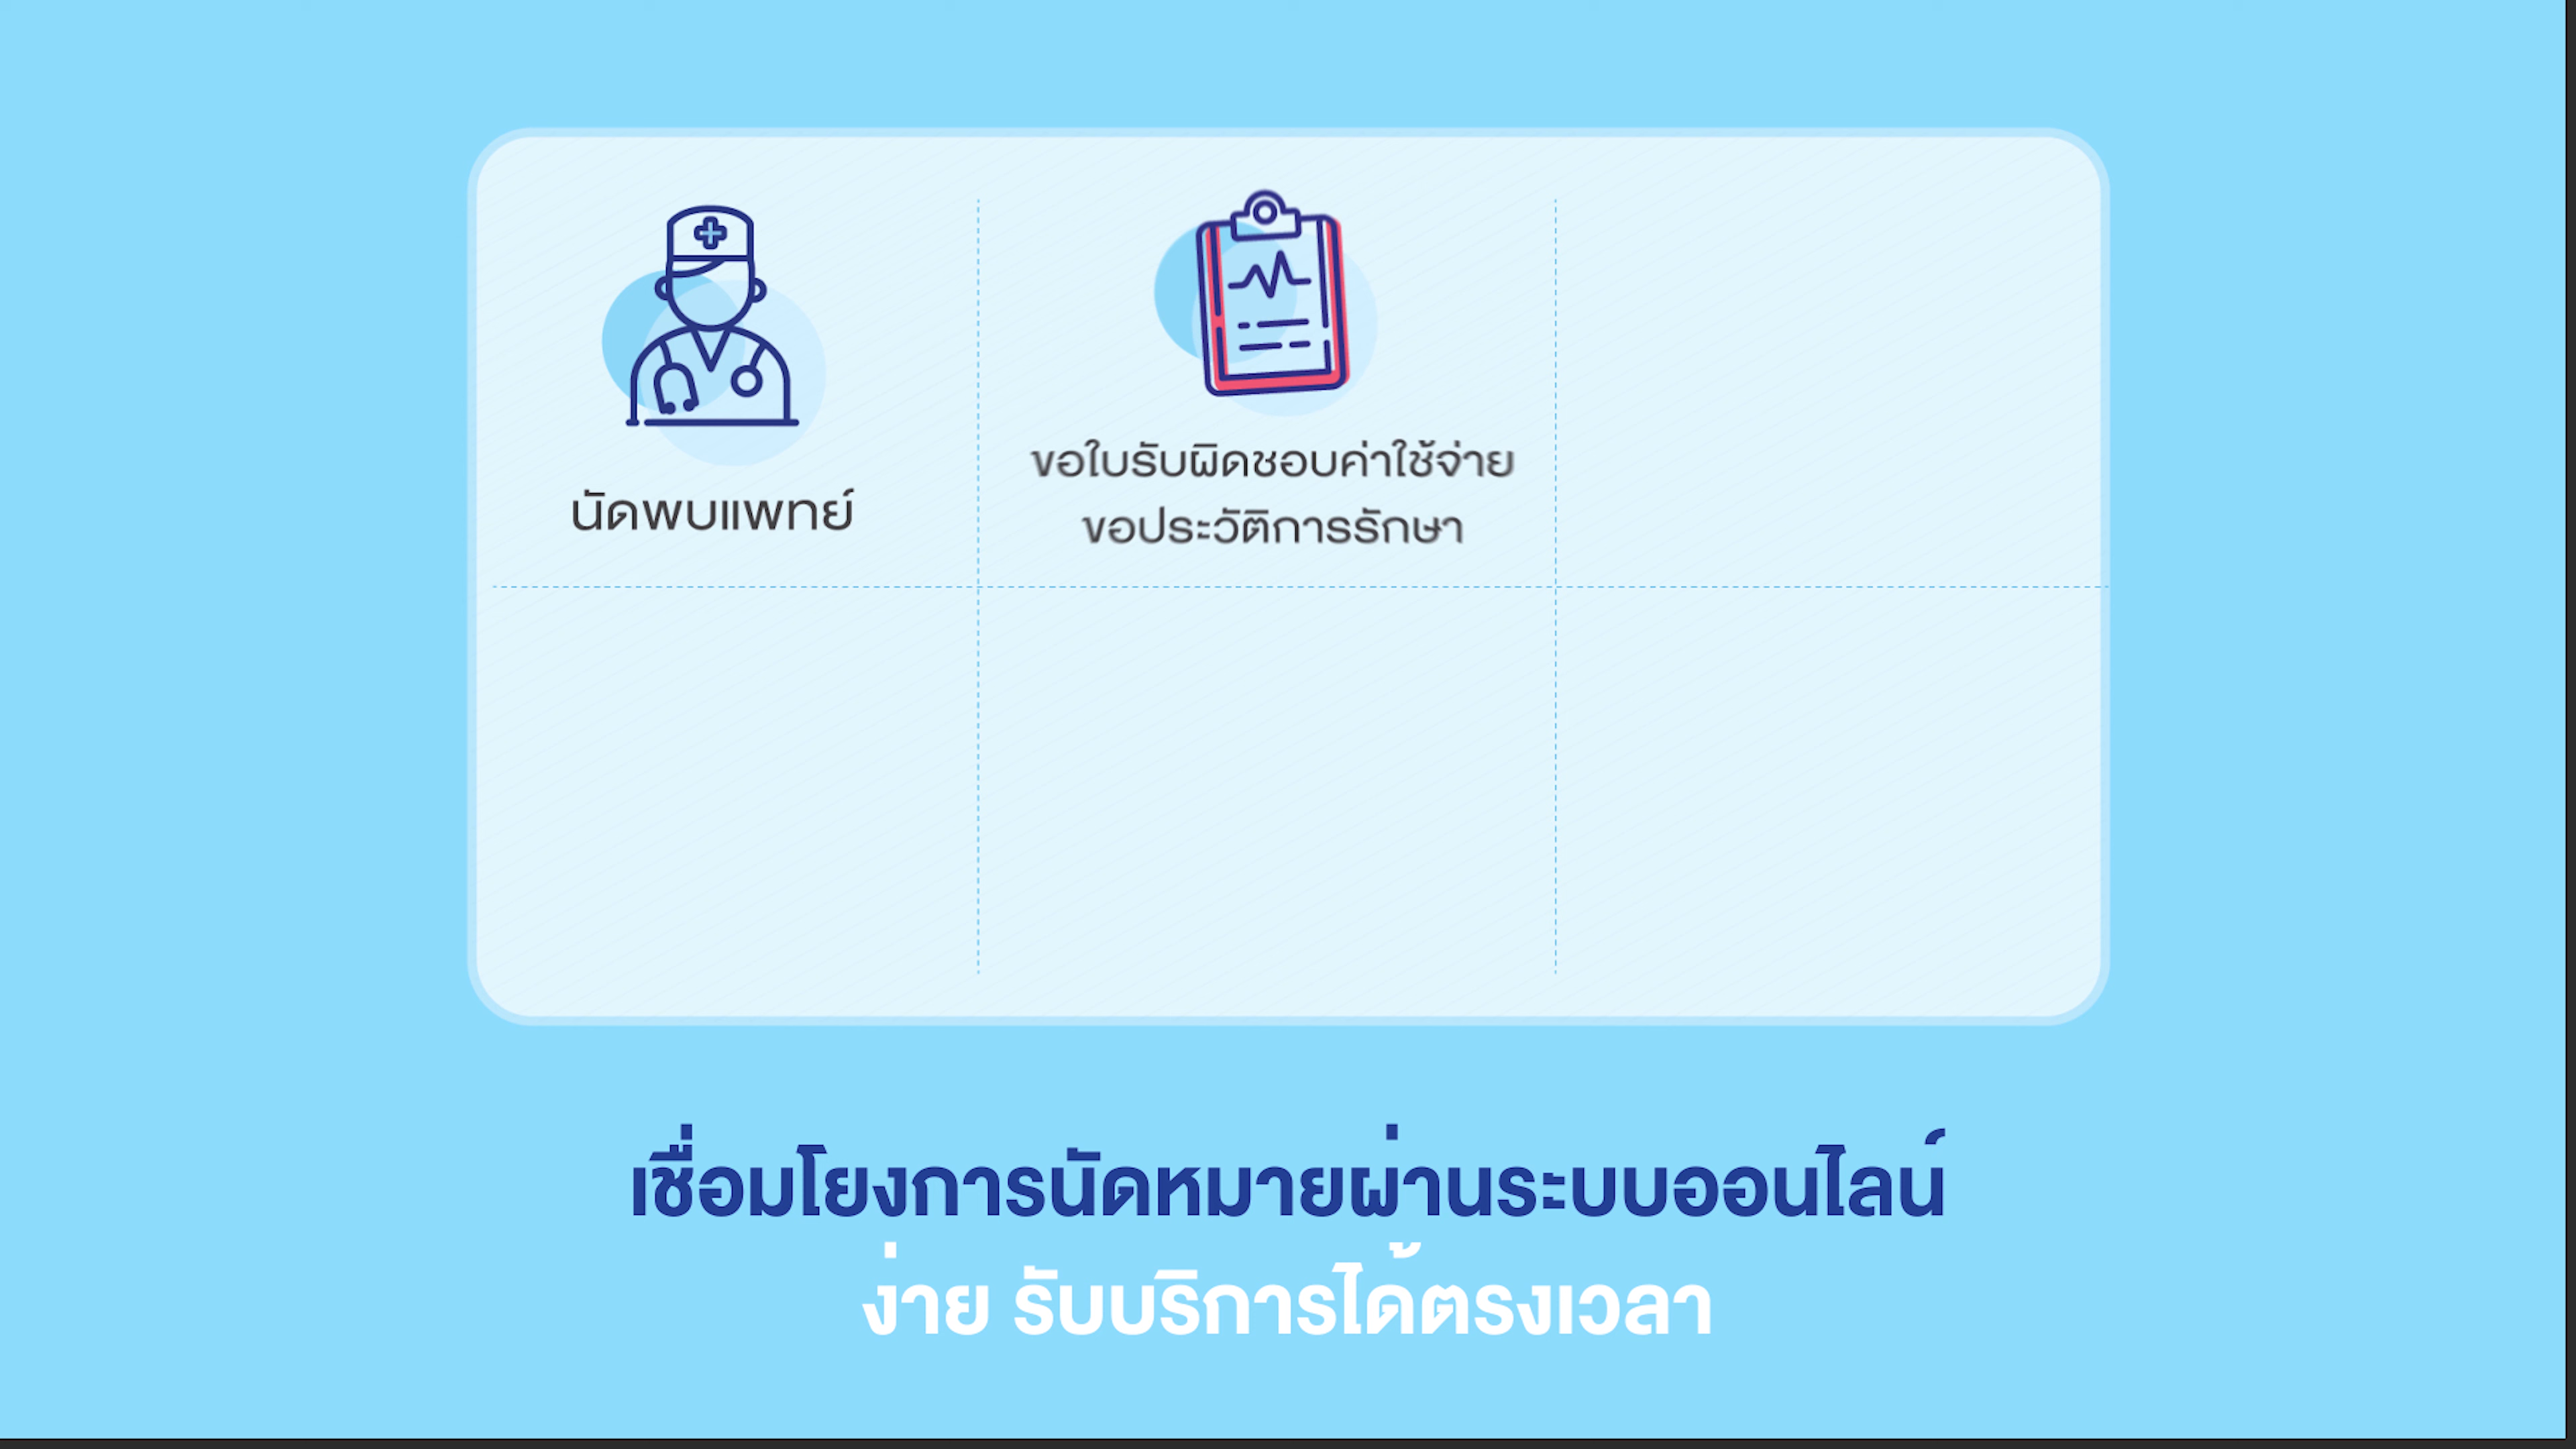 นัดพบแพทย์
ขอใบรับผิดชอบค่าใช้จ่าย
ขอประวัติการรักษา
เชื่อมโยงการนัดหมายผ่านระบบออนไลน์
ง่าย รับบริการได้ตรงเวลา